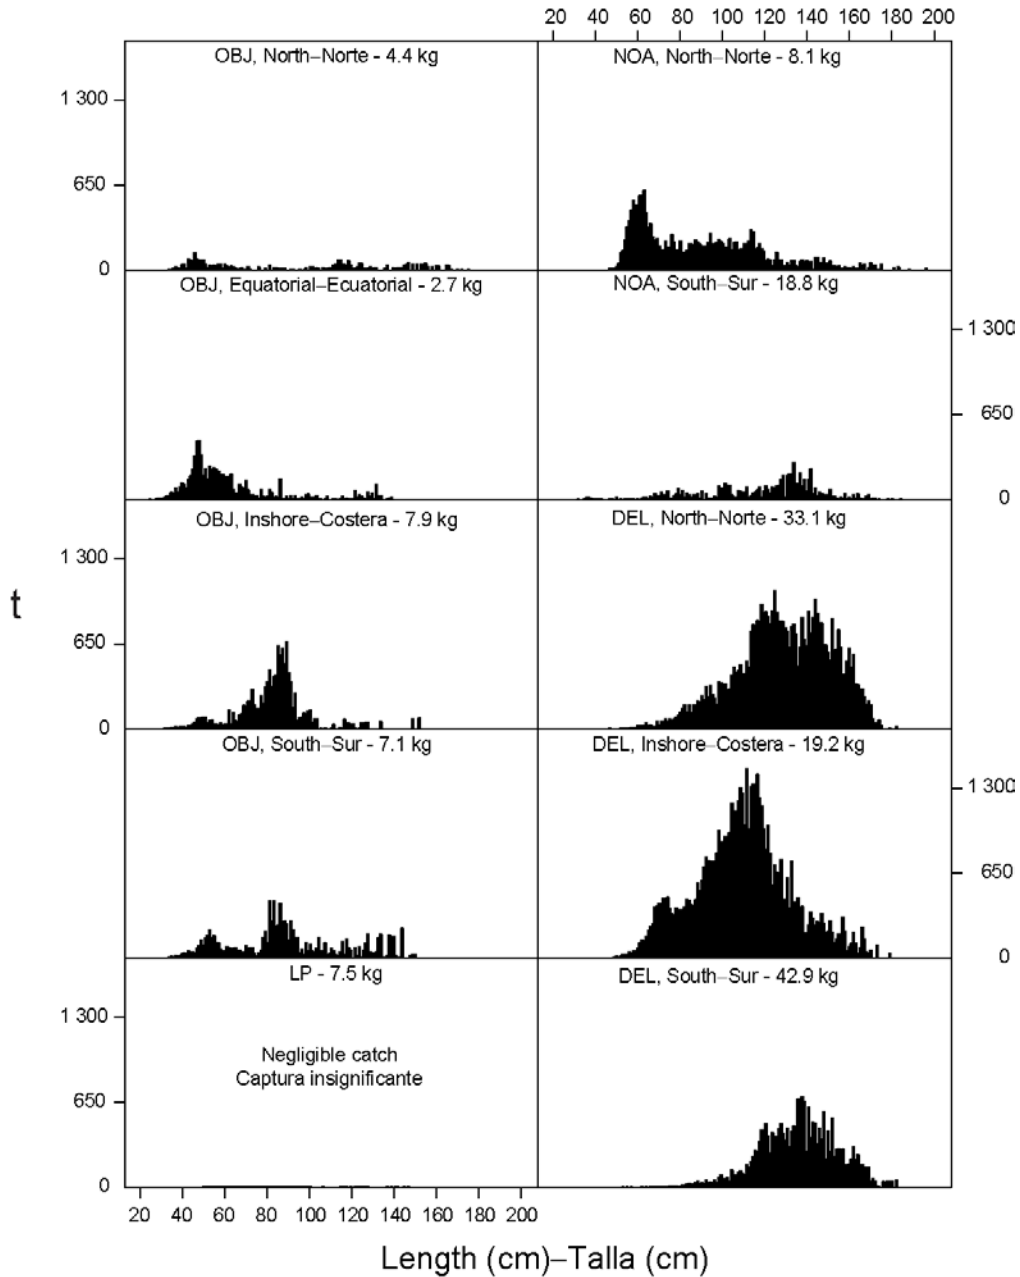 20 40 60 80 100 120 140 160 180 200
OBJ, North–Norte - 4.4 kg
NOA, North–Norte - 8.1 kg
1 300
650
0
OBJ, Equatorial–Ecuatorial - 2.7 kg
NOA, South–Sur - 18.8 kg
1 300
650
0
OBJ, Inshore–Costera - 7.9 kg
DEL, North–Norte - 33.1 kg
1 300
650
0
t
OBJ, South–Sur - 7.1 kg
DEL, Inshore–Costera - 19.2 kg
1 300
650
0
LP - 7.5 kg
DEL, South–Sur - 42.9 kg
1 300
Negligible catch
Captura insignificante
650
0
20 40 60 80 100 120 140 160 180 200
Length (cm)–Talla (cm)